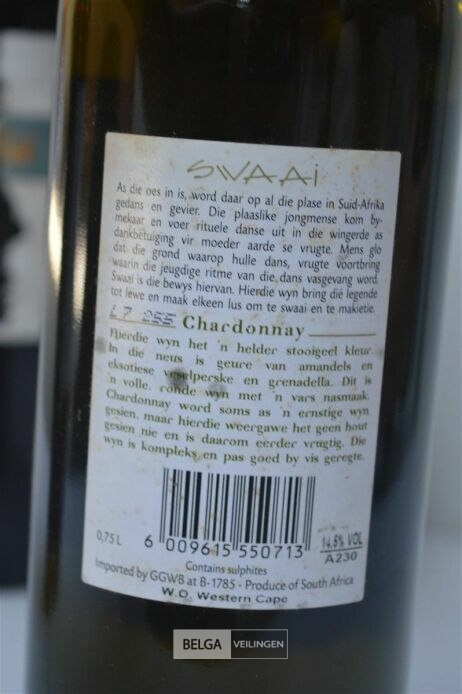 SWAAi
As die oes in is, word daar op al die plase in Suid-Afrika
gedans en gevier. Die plaaslike jongmense kom by-
mekaar en voer rituele danse uit in die wingerde as
dankbetuiging vir moeder aarde se vrugte. Mens glo
dat die grond waarop hulle dans, vrugte voortbring
waarin die jeugdige ritme van die dans vasgevang word.
Swaai is die bewys hiervan. Hierdie wyn bring dié legende
tot lewe en maak elkeen lus om te swaai en te makietie.
L7 255 Chardonnay
Hierdie wyn het 'n helder stooigeel kleur.
In die neus is geure van amandels en
eksotiese perske en grenadella. Dit is
'n volle, ronde wyn met 'n vars nasmaak.
Chardonnay word soms as 'n ernstige wyn
gesien, maar hierdie weergawe het geen hout
gesien nie en is daarom eerder vrugtig. Die
wyn is kompleks en pas goed by vis geregte.
0,75 L
6 009615 550713
14,5% VOL
A230
Contains sulphites
Imported by GGWB at B-1785 - Produce of South Africa
W.O. Western Cape
BELGA VEILINGEN